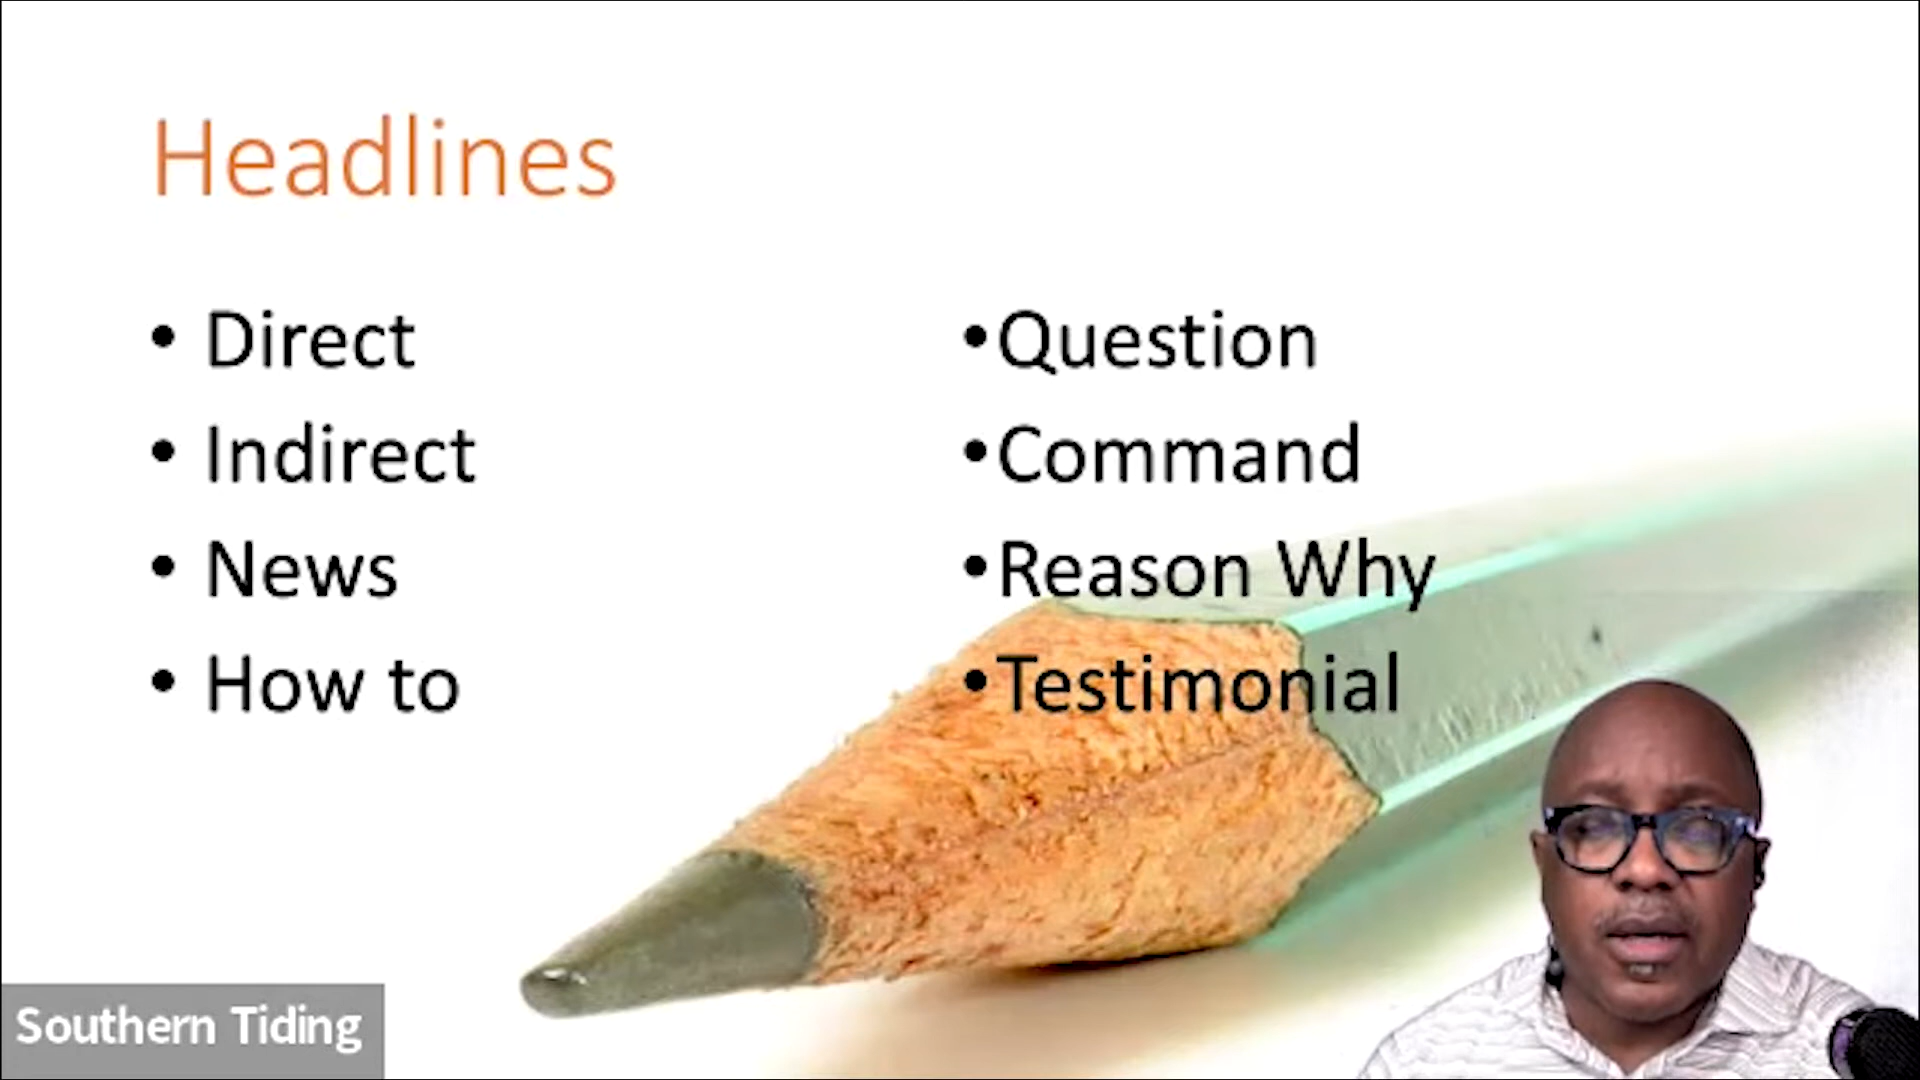 Headlines
• Direct
• Indirect
• News
• How to
• Question
• Command
• Reason Why
• Testimonial
Southern Tiding